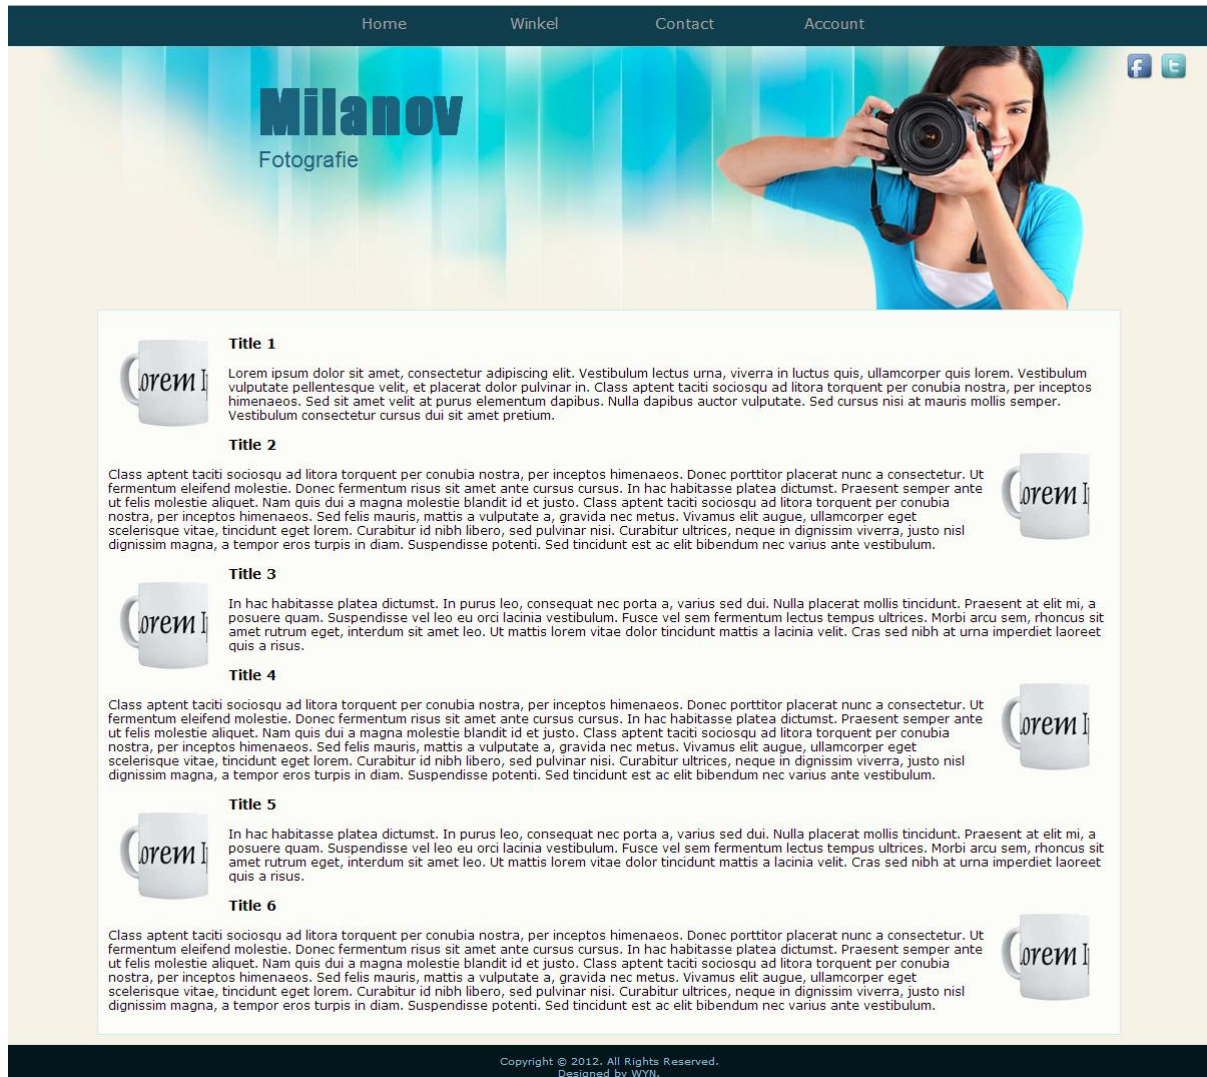 Home Winkel Contact Account
Milanov
Fotografie
Title 1
orem I
Lorem ipsum dolor sit amet, consectetur adipiscing elit. Vestibulum lectus urna, viverra in luctus quis, ullamcorper quis lorem. Vestibulum
vulputate pellentesque velit, et placerat dolor pulvinar in. Class aptent taciti sociosqu ad litora torquent per conubia nostra, per inceptos
himenaeos. Sed sit amet velit at purus elementum dapibus. Nulla dapibus auctor vulputate. Sed cursus nisi at mauris mollis semper.
Vestibulum consectetur cursus dui sit amet pretium.
Title 2
Class aptent taciti sociosqu ad litora torquent per conubia nostra, per inceptos himenaeos. Donec porttitor placerat nunc a consectetur. Ut
fermentum eleifend molestie. Donec fermentum risus sit amet ante cursus cursus. In hac habitasse platea dictumst. Praesent semper ante
ut felis molestie aliquet. Nam quis dui a magna molestie blandit id et justo. Class aptent taciti sociosqu ad litora torquent per conubia
nostra, per inceptos himenaeos. Sed felis mauris, mattis a vulputate a, gravida nec metus. Vivamus elit augue, ullamcorper eget
scelerisque vitae, tincidunt eget lorem. Curabitur id nibh libero, sed pulvinar nisi. Curabitur ultrices, neque in dignissim viverra, justo nisl
dignissim magna, a tempor eros turpis in diam. Suspendisse potenti. Sed tincidunt est ac elit bibendum nec varius ante vestibulum.
orem I
Title 3
orem I
In hac habitasse platea dictumst. In purus leo, consequat nec porta a, varius sed dui. Nulla placerat mollis tincidunt. Praesent at elit mi, a
posuere quam. Suspendisse vel leo eu orci lacinia vestibulum. Fusce vel sem fermentum lectus tempus ultrices. Morbi arcu sem, rhoncus sit
amet rutrum eget, interdum sit amet leo. Ut mattis lorem vitae dolor tincidunt mattis a lacinia velit. Cras sed nibh at urna imperdiet laoreet
quis a risus.
Title 4
Class aptent taciti sociosqu ad litora torquent per conubia nostra, per inceptos himenaeos. Donec porttitor placerat nunc a consectetur. Ut
fermentum eleifend molestie. Donec fermentum risus sit amet ante cursus cursus. In hac habitasse platea dictumst. Praesent semper ante
ut felis molestie aliquet. Nam quis dui a magna molestie blandit id et justo. Class aptent taciti sociosqu ad litora torquent per conubia
nostra, per inceptos himenaeos. Sed felis mauris, mattis a vulputate a, gravida nec metus. Vivamus elit augue, ullamcorper eget
scelerisque vitae, tincidunt eget lorem. Curabitur id nibh libero, sed pulvinar nisi. Curabitur ultrices, neque in dignissim viverra, justo nisl
dignissim magna, a tempor eros turpis in diam. Suspendisse potenti. Sed tincidunt est ac elit bibendum nec varius ante vestibulum.
orem I
Title 5
orem I
In hac habitasse platea dictumst. In purus leo, consequat nec porta a, varius sed dui. Nulla placerat mollis tincidunt. Praesent at elit mi, a
posuere quam. Suspendisse vel leo eu orci lacinia vestibulum. Fusce vel sem fermentum lectus tempus ultrices. Morbi arcu sem, rhoncus sit
amet rutrum eget, interdum sit amet leo. Ut mattis lorem vitae dolor tincidunt mattis a lacinia velit. Cras sed nibh at urna imperdiet laoreet
quis a risus.
Title 6
Class aptent taciti sociosqu ad litora torquent per conubia nostra, per inceptos himenaeos. Donec porttitor placerat nunc a consectetur. Ut
fermentum eleifend molestie. Donec fermentum risus sit amet ante cursus cursus. In hac habitasse platea dictumst. Praesent semper ante
ut felis molestie aliquet. Nam quis dui a magna molestie blandit id et justo. Class aptent taciti sociosqu ad litora torquent per conubia
nostra, per inceptos himenaeos. Sed felis mauris, mattis a vulputate a, gravida nec metus. Vivamus elit augue, ullamcorper eget
scelerisque vitae, tincidunt eget lorem. Curabitur id nibh libero, sed pulvinar nisi. Curabitur ultrices, neque in dignissim viverra, justo nisl
dignissim magna, a tempor eros turpis in diam. Suspendisse potenti. Sed tincidunt est ac elit bibendum nec varius ante vestibulum.
orem I
Copyright © 2012. All Rights Reserved.
Designed by WYN.